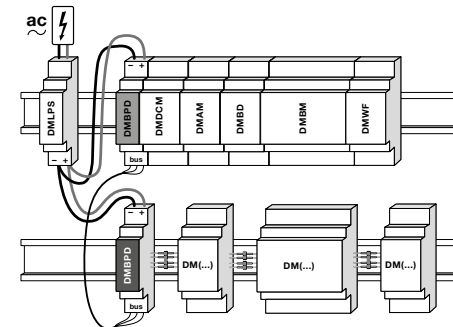 ac
− +
DMLPS
DMBPD
DMDCM
DMAM
DMBD
DMBM
DMWF
− +
bus
− +
DMBPD
DM(...)
DM(...)
DM(...)
bus